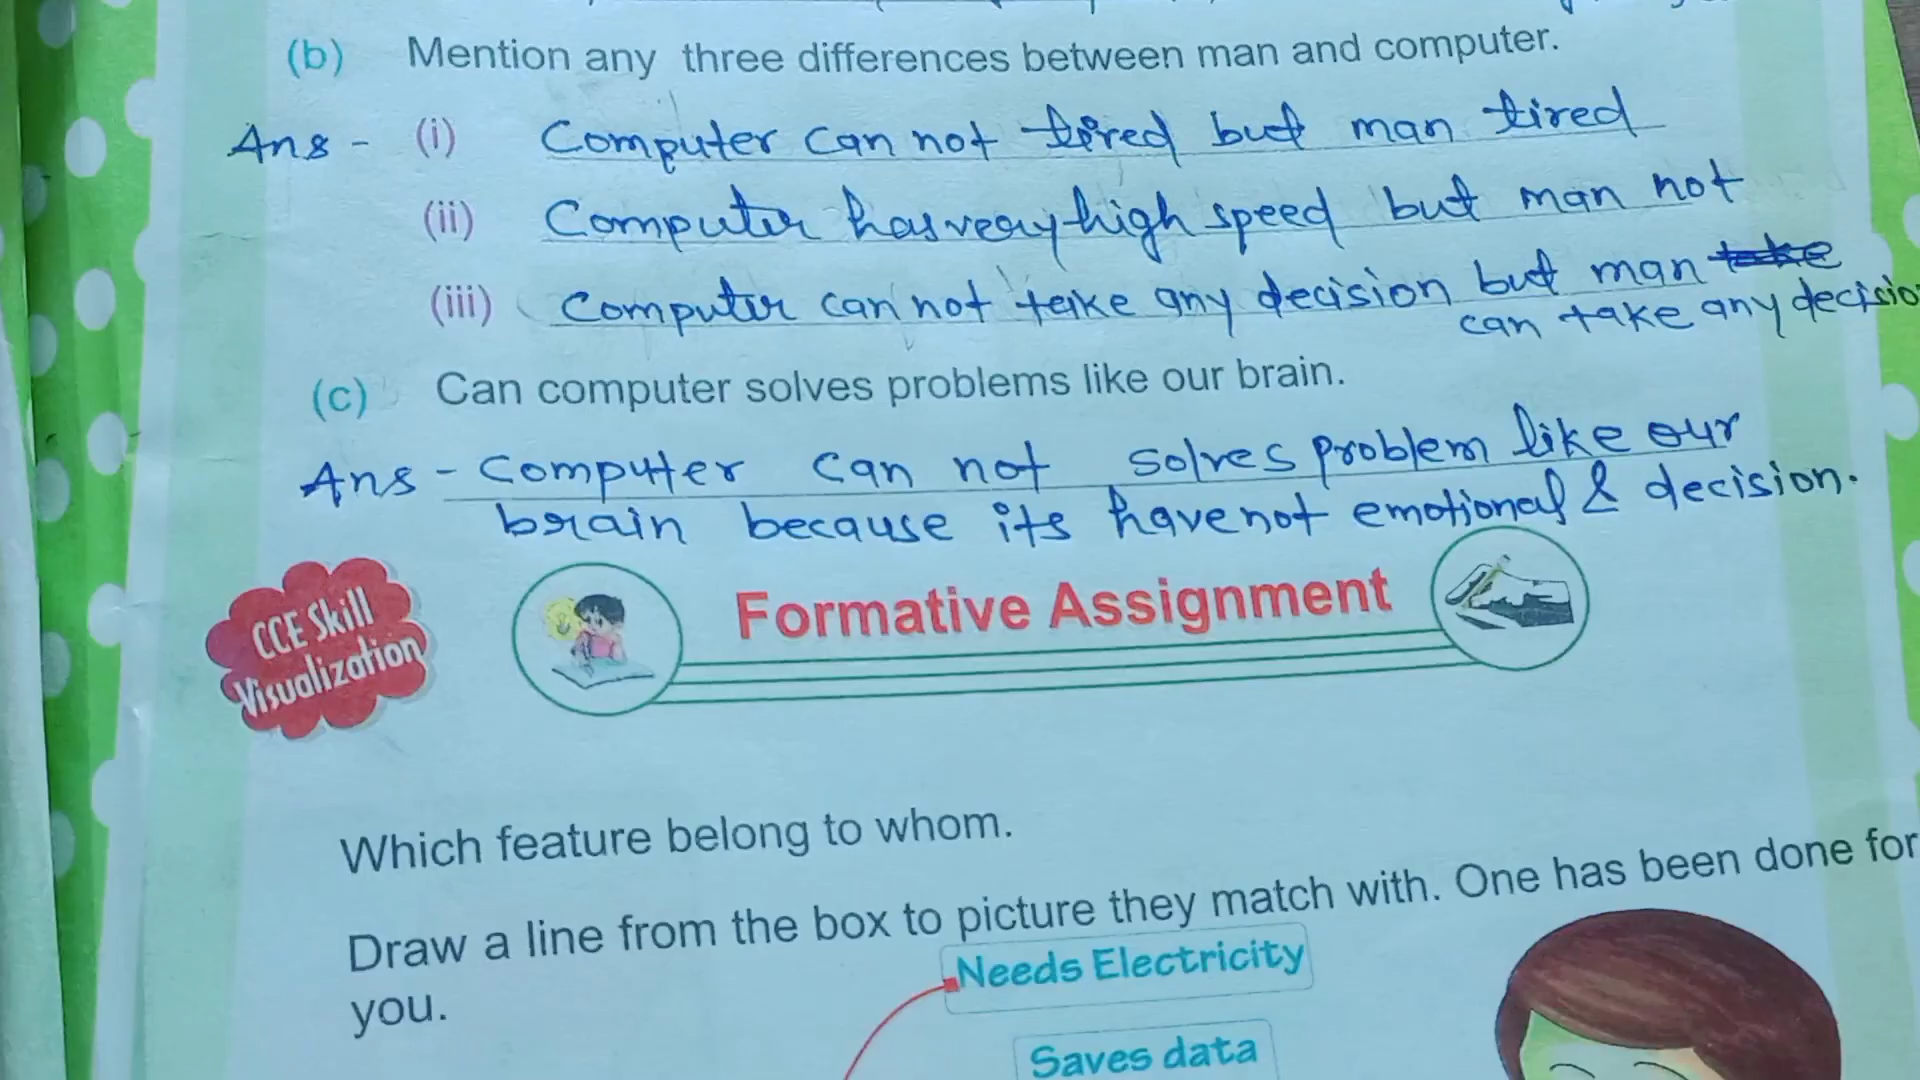 (b) Mention any three differences between man and computer.
Ans - (i) Computer can not tired but man tired
(ii) Computer has very high speed but man not
(iii) Computer can not take any decision but man take
can take any decisio
(c) Can computer solves problems like our brain.
Ans - Computer can not solves problem like our
brain because its have not emotional & decision.
CCE Skill
Visualization
Formative Assignment
Which feature belong to whom.
Draw a line from the box to picture they match with. One has been done for
you.
Needs Electricity
Saves data